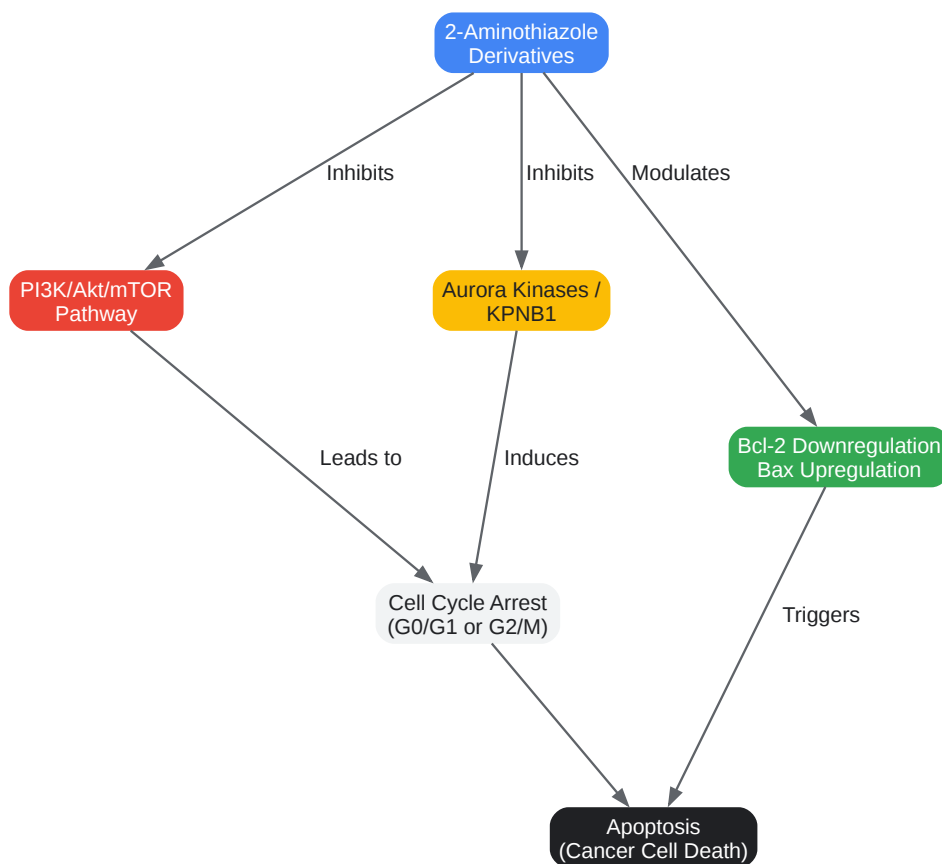 2-Aminothiazole
Derivatives
Inhibits
Inhibits
Modulates
PI3K/Akt/mTOR
Pathway
Aurora Kinases /
KPNB1
Bcl-2 Downregulation
Bax Upregulation
Leads to
Induces
Cell Cycle Arrest
(G0/G1 or G2/M)
Triggers
Apoptosis
(Cancer Cell Death)